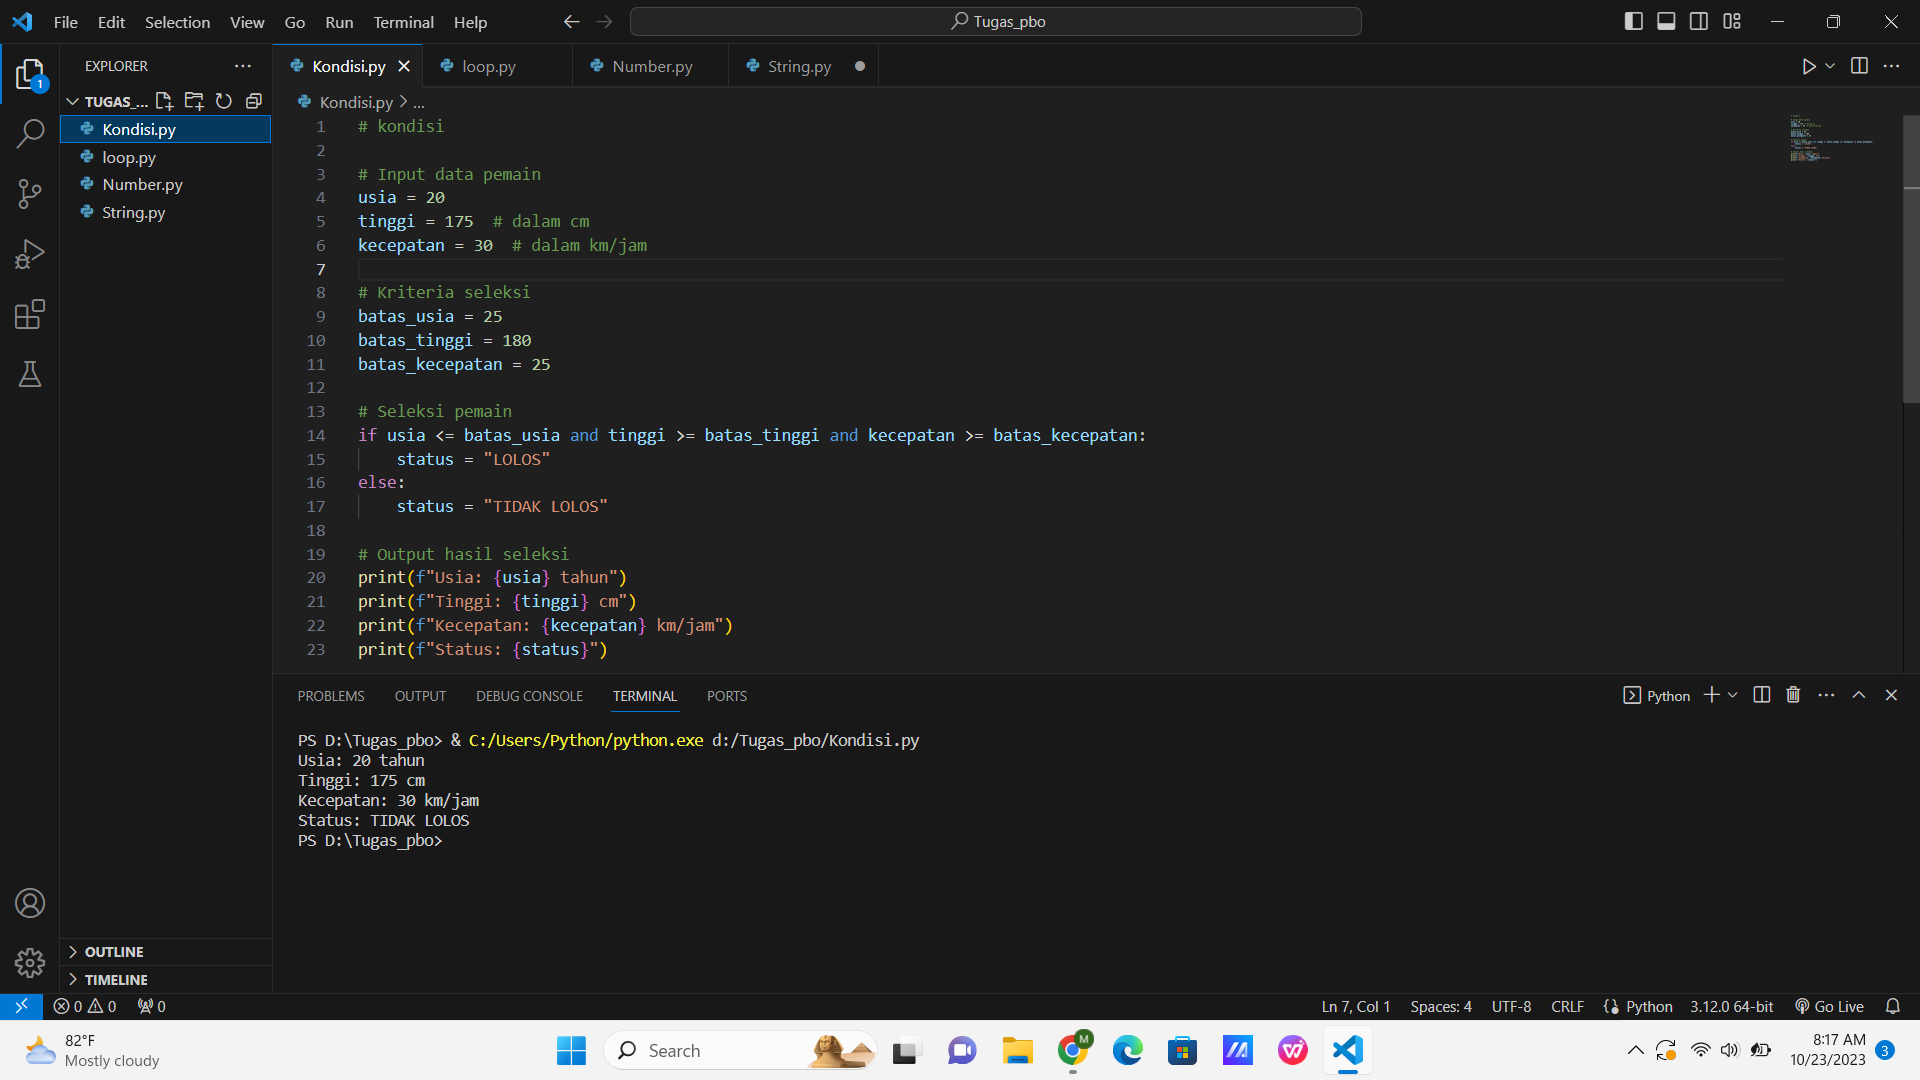 File Edit Selection View Go Run Terminal Help
Tugas_pbo
EXPLORER
TUGAS_...
Kondisi.py
loop.py
Number.py
String.py
OUTLINE
TIMELINE
1
Kondisi.py loop.py Number.py String.py
Kondisi.py > ...
1 # kondisi
2
3 # Input data pemain
4 usia = 20
5 tinggi = 175  # dalam cm
6 kecepatan = 30  # dalam km/jam
7
8 # Kriteria seleksi
9 batas_usia = 25
10 batas_tinggi = 180
11 batas_kecepatan = 25
12
13 # Seleksi pemain
14 if usia <= batas_usia and tinggi >= batas_tinggi and kecepatan >= batas_kecepatan:
15     status = "LOLOS"
16 else:
17     status = "TIDAK LOLOS"
18
19 # Output hasil seleksi
20 print(f"Usia: {usia} tahun")
21 print(f"Tinggi: {tinggi} cm")
22 print(f"Kecepatan: {kecepatan} km/jam")
23 print(f"Status: {status}")
PROBLEMS OUTPUT DEBUG CONSOLE TERMINAL PORTS
Python
PS D:\Tugas_pbo> & C:/Users/Python/python.exe d:/Tugas_pbo/Kondisi.py
Usia: 20 tahun
Tinggi: 175 cm
Kecepatan: 30 km/jam
Status: TIDAK LOLOS
PS D:\Tugas_pbo>
0 0 0
Ln 7, Col 1 Spaces: 4 UTF-8 CRLF Python 3.12.0 64-bit Go Live
82°F
Mostly cloudy
Search
M
8:17 AM
10/23/2023
3